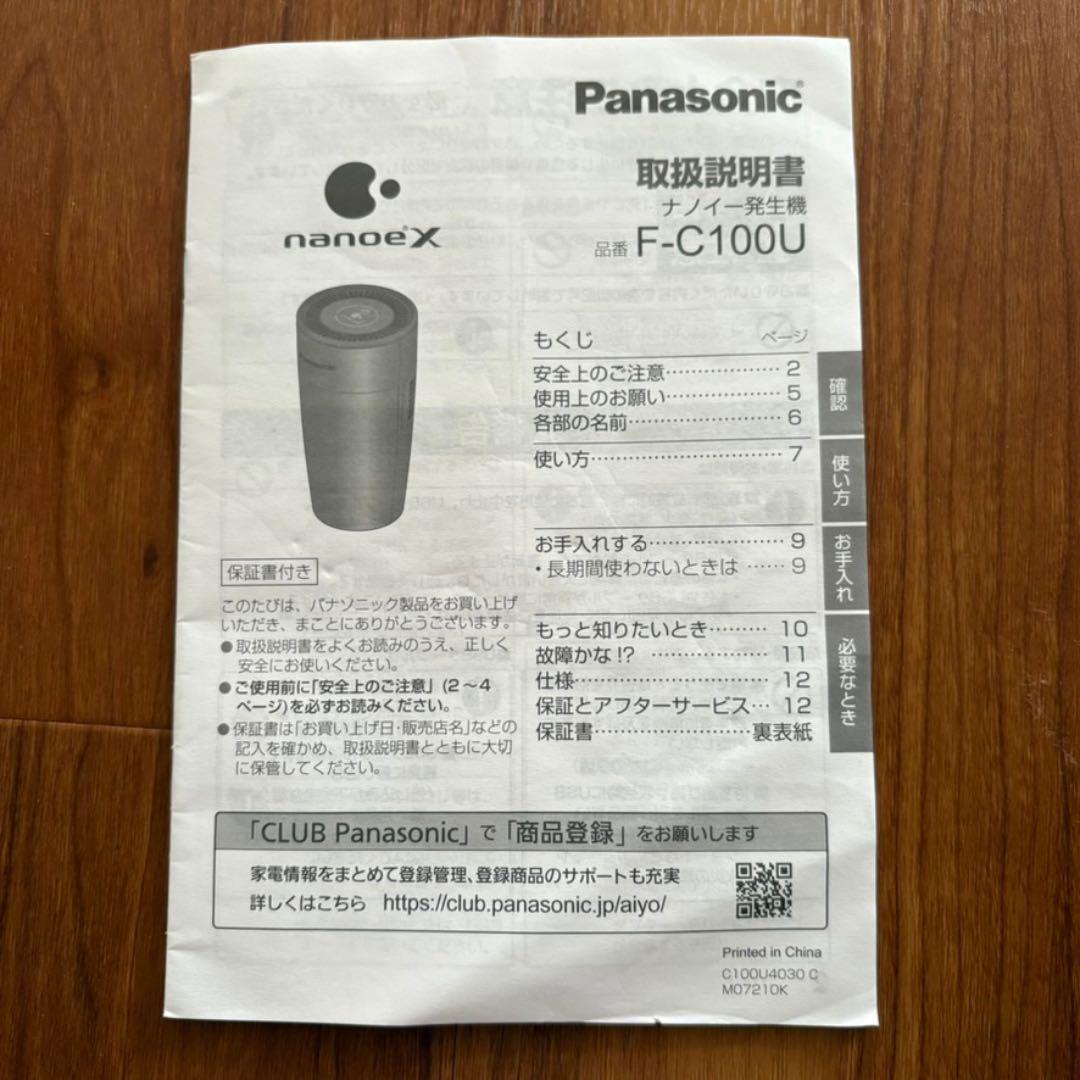 Panasonic
取扱説明書
ナノイー発生機
品番 F-C100U
nanoe X
もくじ ページ
安全上のご注意 2
使用上のお願い 5
各部の名前 6
使い方 7
お手入れする 9
・長期間使わないときは 9
もっと知りたいとき 10
故障かな!? 11
仕様 12
保証とアフターサービス 12
保証書 裏表紙
確認
使い方
お手入れ
必要なとき
保証書付き
このたびは、パナソニック製品をお買い上げ
いただき、まことにありがとうございます。
●取扱説明書をよくお読みのうえ、正しく
安全にお使いください。
●ご使用前に「安全上のご注意」(2～4
ページ)を必ずお読みください。
●保証書は「お買い上げ日・販売店名」などの
記入を確かめ、取扱説明書とともに大切
に保管してください。
「CLUB Panasonic」で「商品登録」をお願いします
家電情報をまとめて登録管理、登録商品のサポートも充実
詳しくはこちら https://club.panasonic.jp/aiyo/
Printed in China
C100U4030 C
M07210K